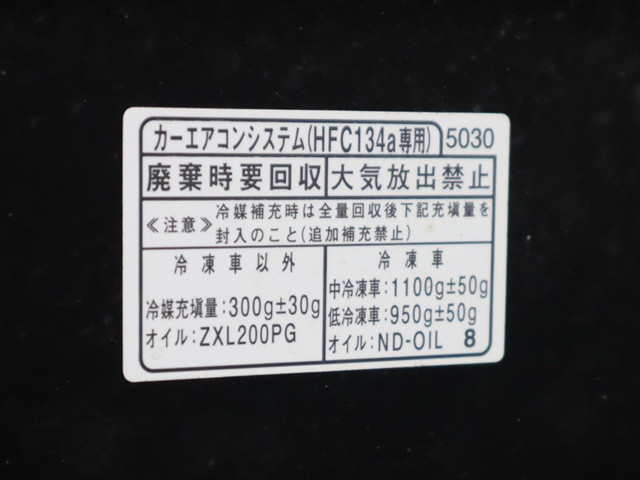 カーエアコンシステム(HFC134a専用) 5030
廃棄時要回収 大気放出禁止
≪注意≫ 冷媒補充時は全量回収後下記充填量を
封入のこと(追加補充禁止)
冷凍車以外
冷媒充填量:300g±30g
オイル:ZXL200PG
冷凍車
中冷凍車:1100g±50g
低冷凍車:950g±50g
オイル:ND-OIL 8